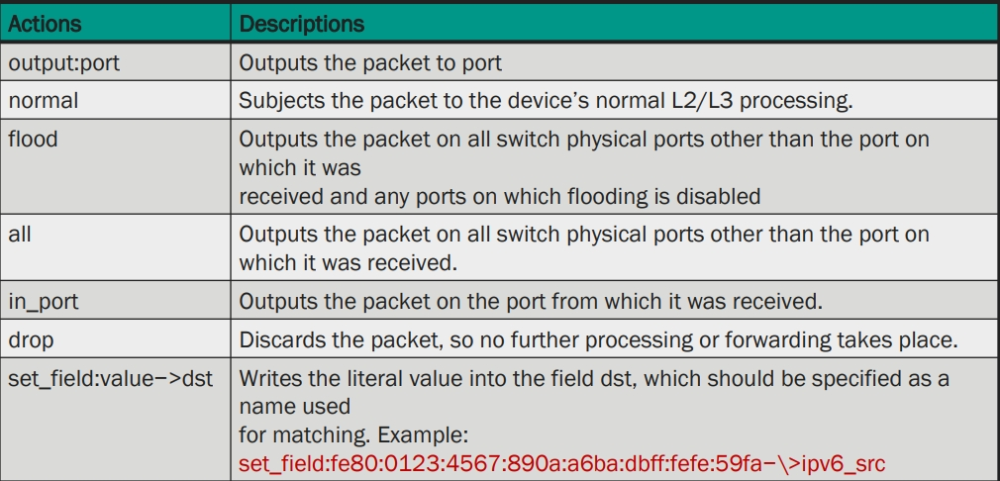 Actions Descriptions
output:port Outputs the packet to port
normal Subjects the packet to the device’s normal L2/L3 processing.
flood Outputs the packet on all switch physical ports other than the port on
which it was
received and any ports on which flooding is disabled
all Outputs the packet on all switch physical ports other than the port on
which it was received.
in_port Outputs the packet on the port from which it was received.
drop Discards the packet, so no further processing or forwarding takes place.
set_field:value−>dst Writes the literal value into the field dst, which should be specified as a
name used
for matching. Example:
set_field:fe80:0123:4567:890a:a6ba:dbff:fefe:59fa−\>ipv6_src